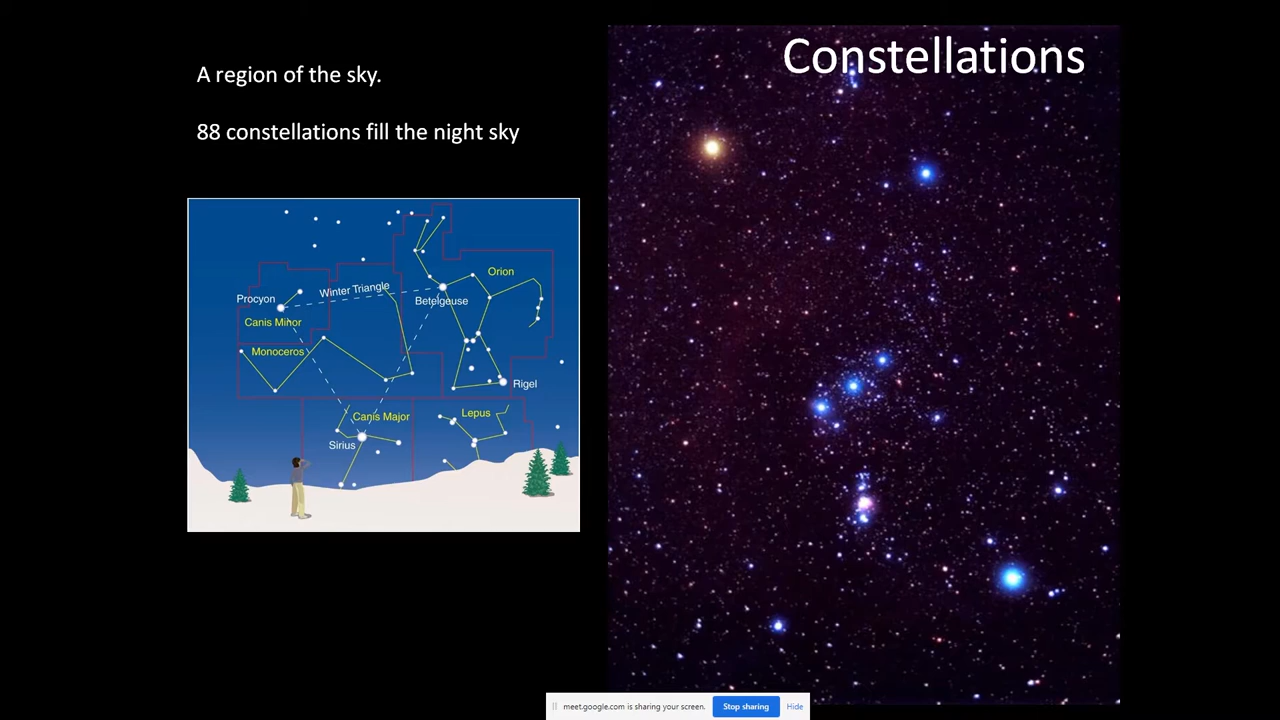 Constellations
A region of the sky.
88 constellations fill the night sky
Orion
Winter Triangle
Procyon
Betelgeuse
Canis Minor
Monoceros
Rigel
Canis Major
Lepus
Sirius
meet.google.com is sharing your screen.
Stop sharing
Hide